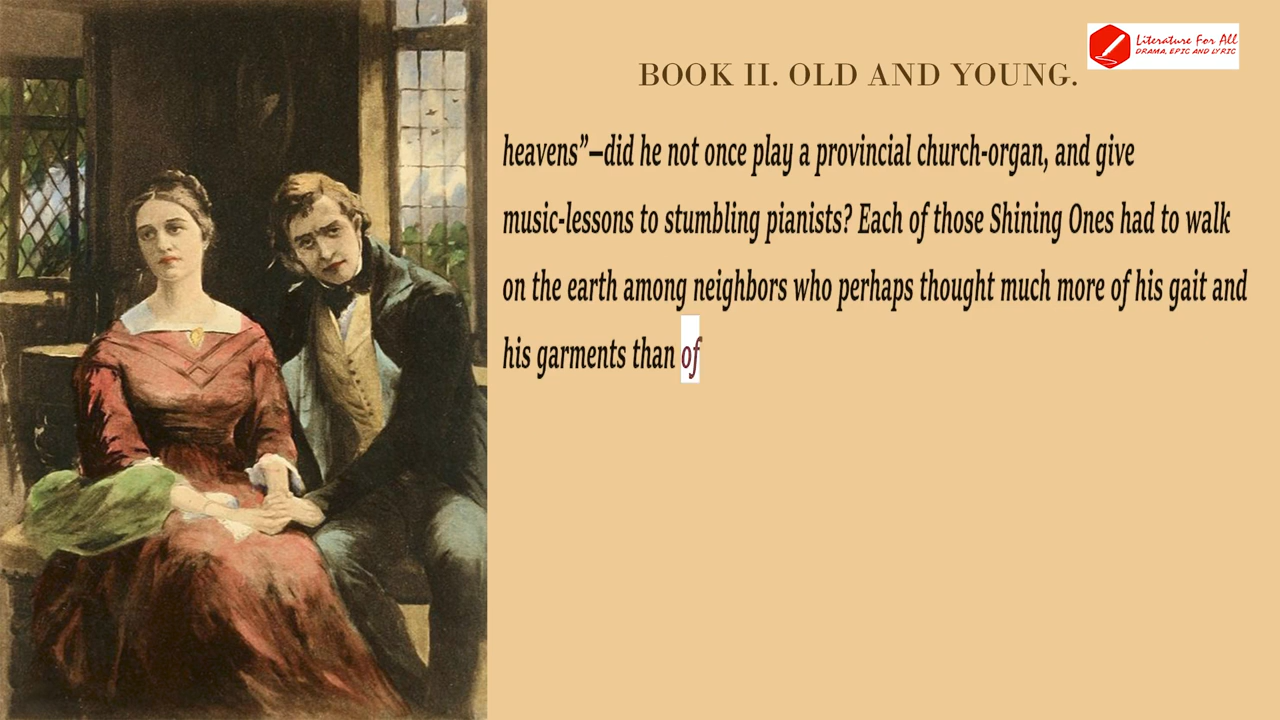 Literature For All
DRAMA, EPIC AND LYRIC
BOOK II. OLD AND YOUNG.
heavens”—did he not once play a provincial church-organ, and give
music-lessons to stumbling pianists? Each of those Shining Ones had to walk
on the earth among neighbors who perhaps thought much more of his gait and
his garments than of